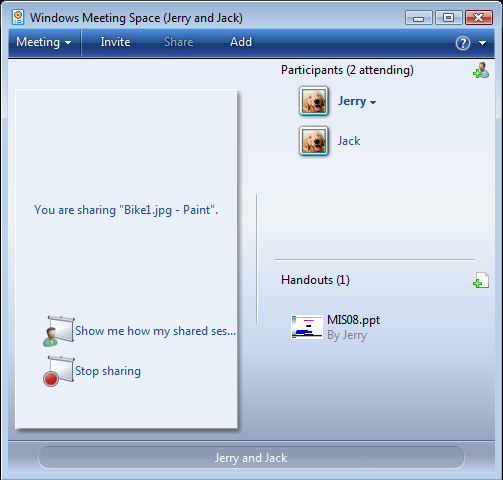 Windows Meeting Space (Jerry and Jack)
Meeting Invite Share Add
Participants (2 attending)
Jerry
Jack
You are sharing "Bike1.jpg - Paint".
Show me how my shared ses...
Stop sharing
Handouts (1)
MIS08.ppt
By Jerry
Jerry and Jack